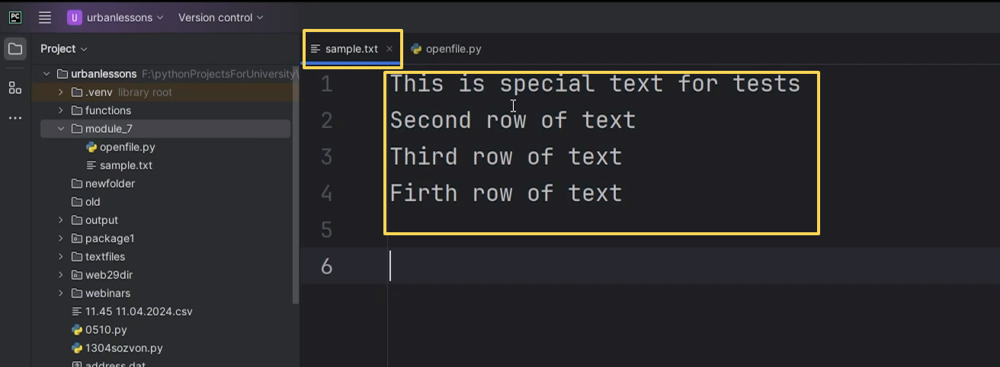 PC
U urbanlessons Version control
Project
sample.txt
openfile.py
urbanlessons F:\pythonProjectsForUniversity\
.venv library root
functions
module_7
openfile.py
sample.txt
newfolder
old
output
package1
textfiles
web29dir
webinars
11.45 11.04.2024.csv
0510.py
1304sozvon.py
address.dat
1 This is special text for tests
2 Second row of text
3 Third row of text
4 Firth row of text
5
6